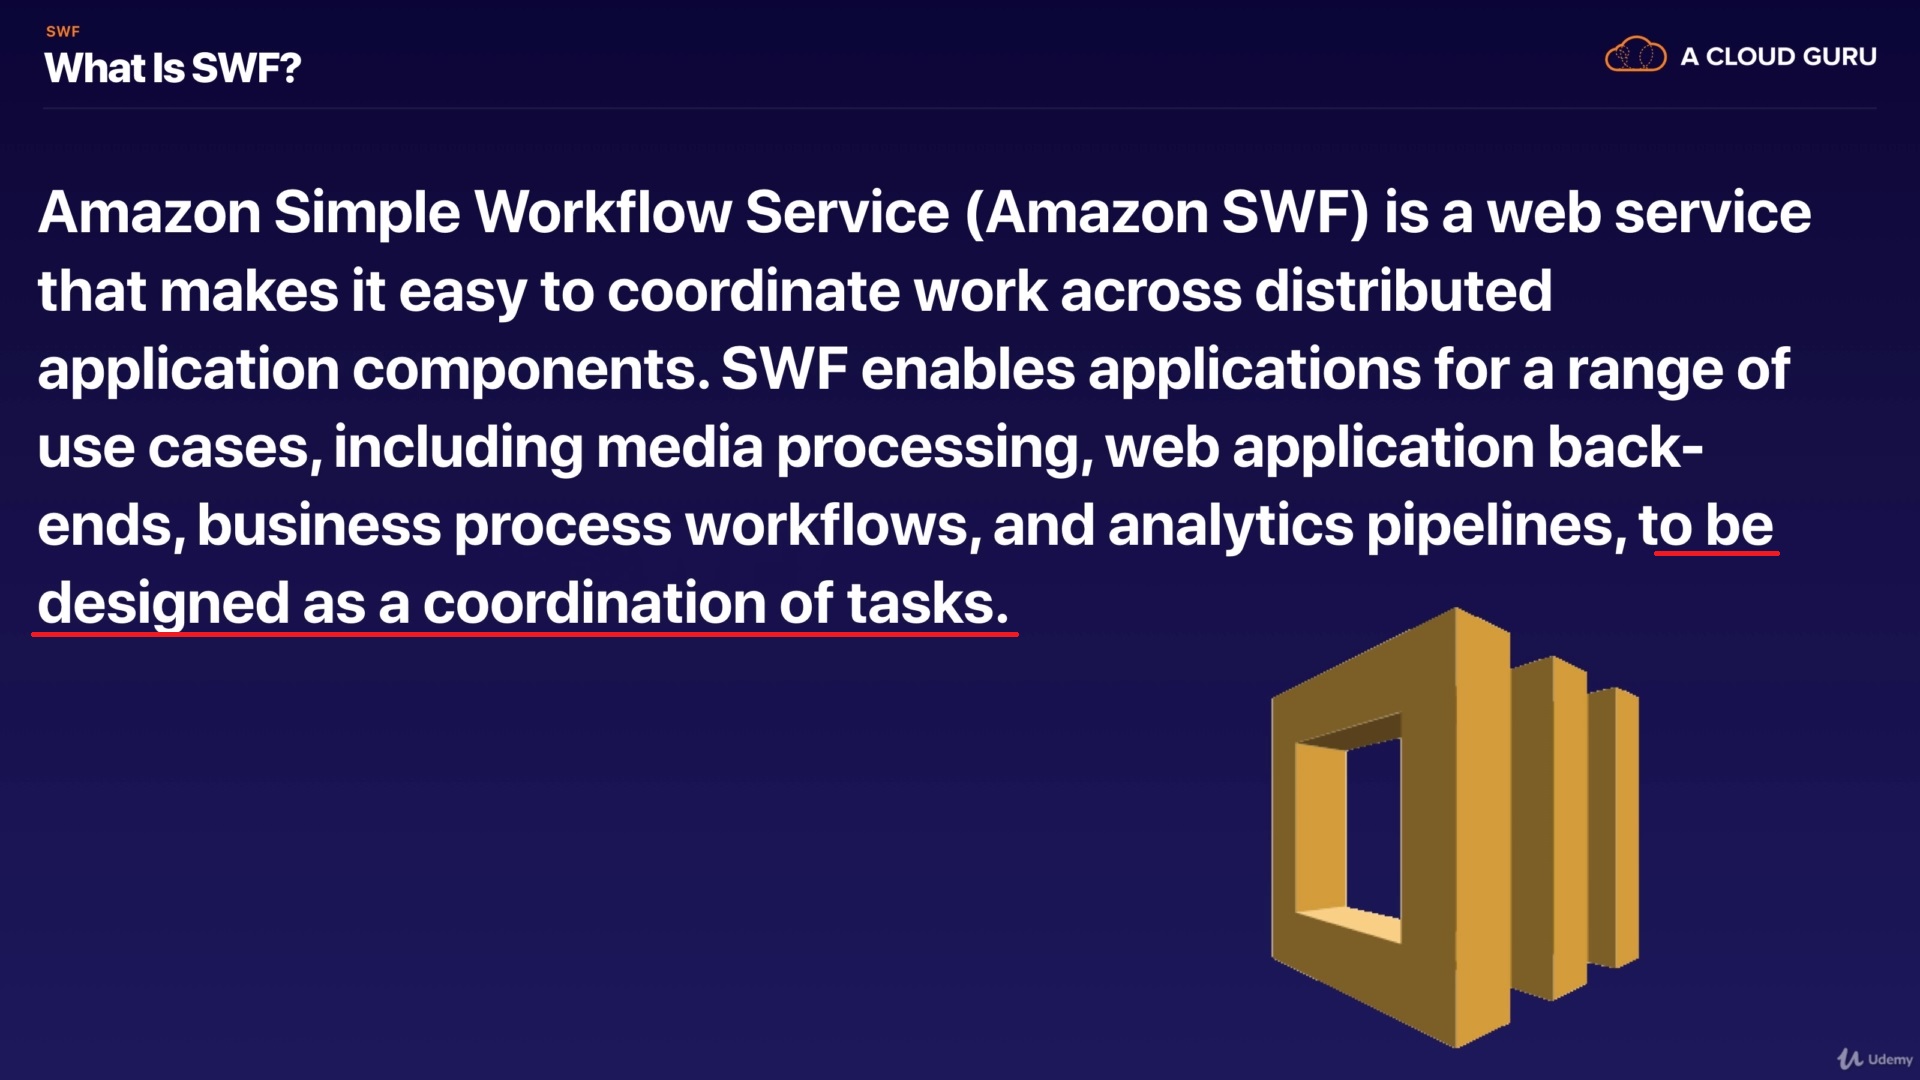 SWF
What Is SWF?
A CLOUD GURU
Amazon Simple Workflow Service (Amazon SWF) is a web service
that makes it easy to coordinate work across distributed
application components. SWF enables applications for a range of
use cases, including media processing, web application back-
ends, business process workflows, and analytics pipelines, to be
designed as a coordination of tasks.
Udemy